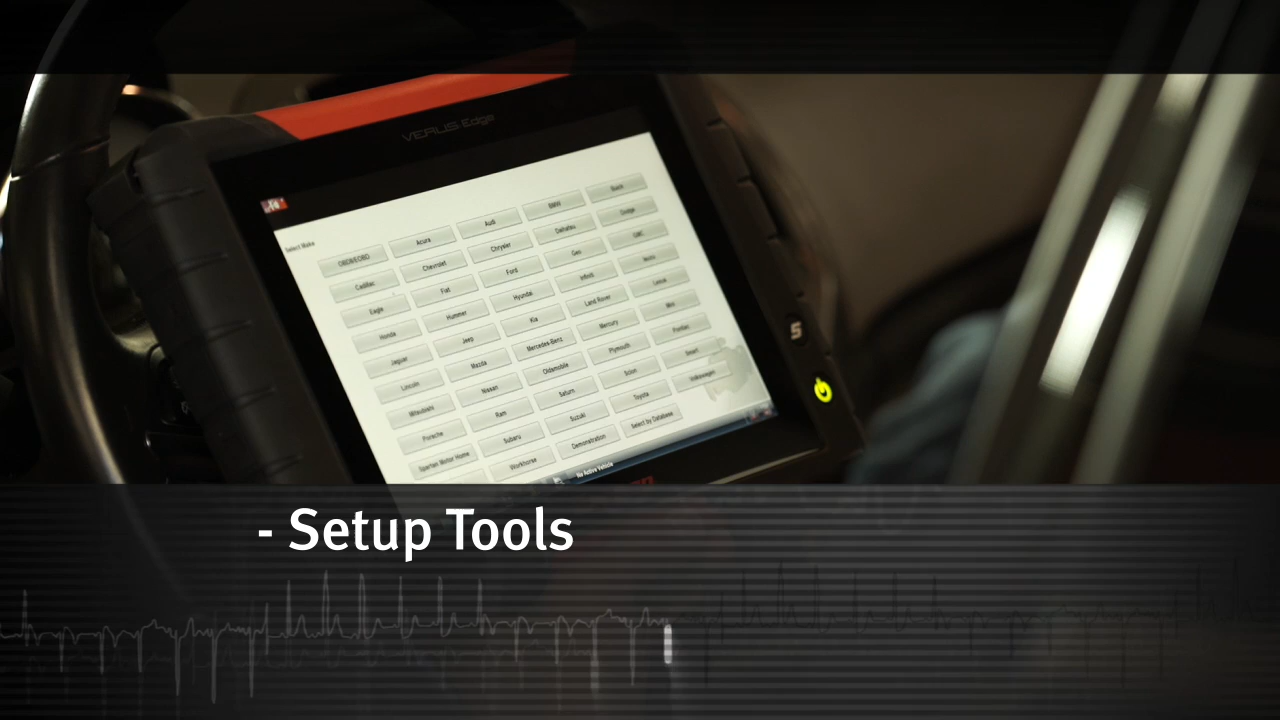 VERUS Edge
Select Make
OBDII/EOBD Acura Audi BMW Buick
Cadillac Chevrolet Chrysler Daihatsu Dodge
Eagle Fiat Ford Geo GMC
Honda Hummer Hyundai Infiniti Isuzu
Jaguar Jeep Kia Land Rover Lexus
Lincoln Mazda Mercedes-Benz Mercury Mini
Mitsubishi Nissan Oldsmobile Plymouth Pontiac
Porsche Ram Saturn Scion Smart
Spartan Motor Home Subaru Suzuki Toyota Volkswagen
Workhorse Demonstration Select by Database
No Active Vehicle
S
- Setup Tools